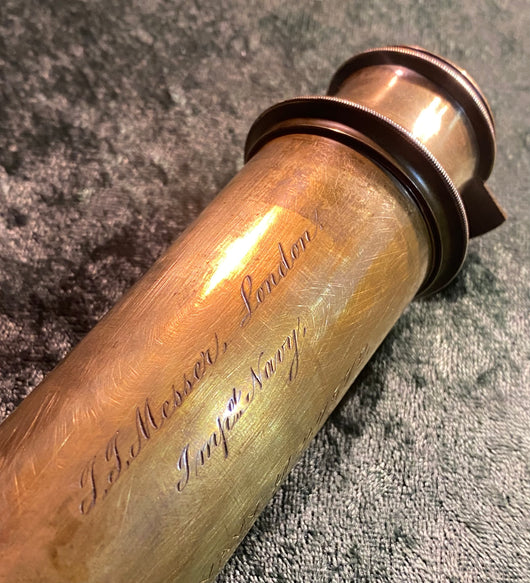 J.J. Messer, London,
Impd. Navy,